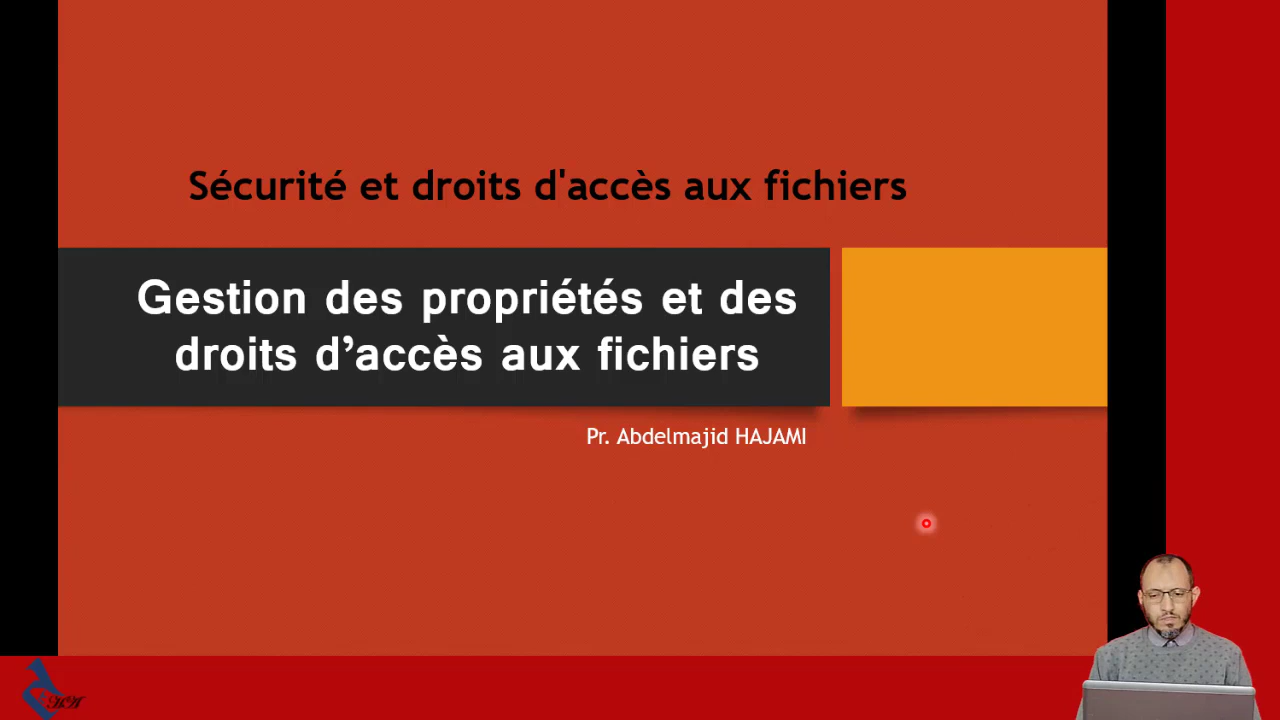 Sécurité et droits d'accès aux fichiers
Gestion des propriétés et des
droits d’accès aux fichiers
Pr. Abdelmajid HAJAMI